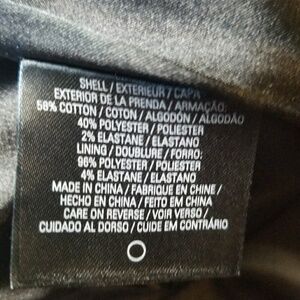 SHELL / EXTERIEUR / CAPA
EXTERIOR DE LA PRENDA / ARMAÇÃO:
58% COTTON / COTON / ALGODÓN / ALGODÃO
40% POLYESTER / POLIESTER
2% ELASTANE / ELASTANO
LINING / DOUBLURE / FORRO:
96% POLYESTER / POLIESTER
4% ELASTANE / ELASTANO
MADE IN CHINA / FABRIQUE EN CHINE /
HECHO EN CHINA / FEITO EM CHINA
CARE ON REVERSE / VOIR VERSO /
CUIDADO AL DORSO / CUIDE EM CONTRÁRIO